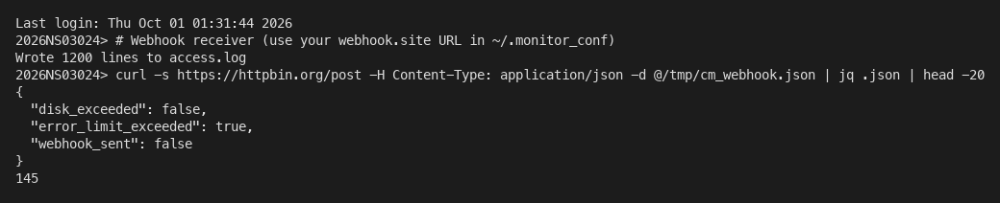 Last login: Thu Oct 01 01:31:44 2026
2026NS03024> # Webhook receiver (use your webhook.site URL in ~/.monitor_conf)
Wrote 1200 lines to access.log
2026NS03024> curl -s https://httpbin.org/post -H Content-Type: application/json -d @/tmp/cm_webhook.json | jq .json | head -20
{
  "disk_exceeded": false,
  "error_limit_exceeded": true,
  "webhook_sent": false
}
145